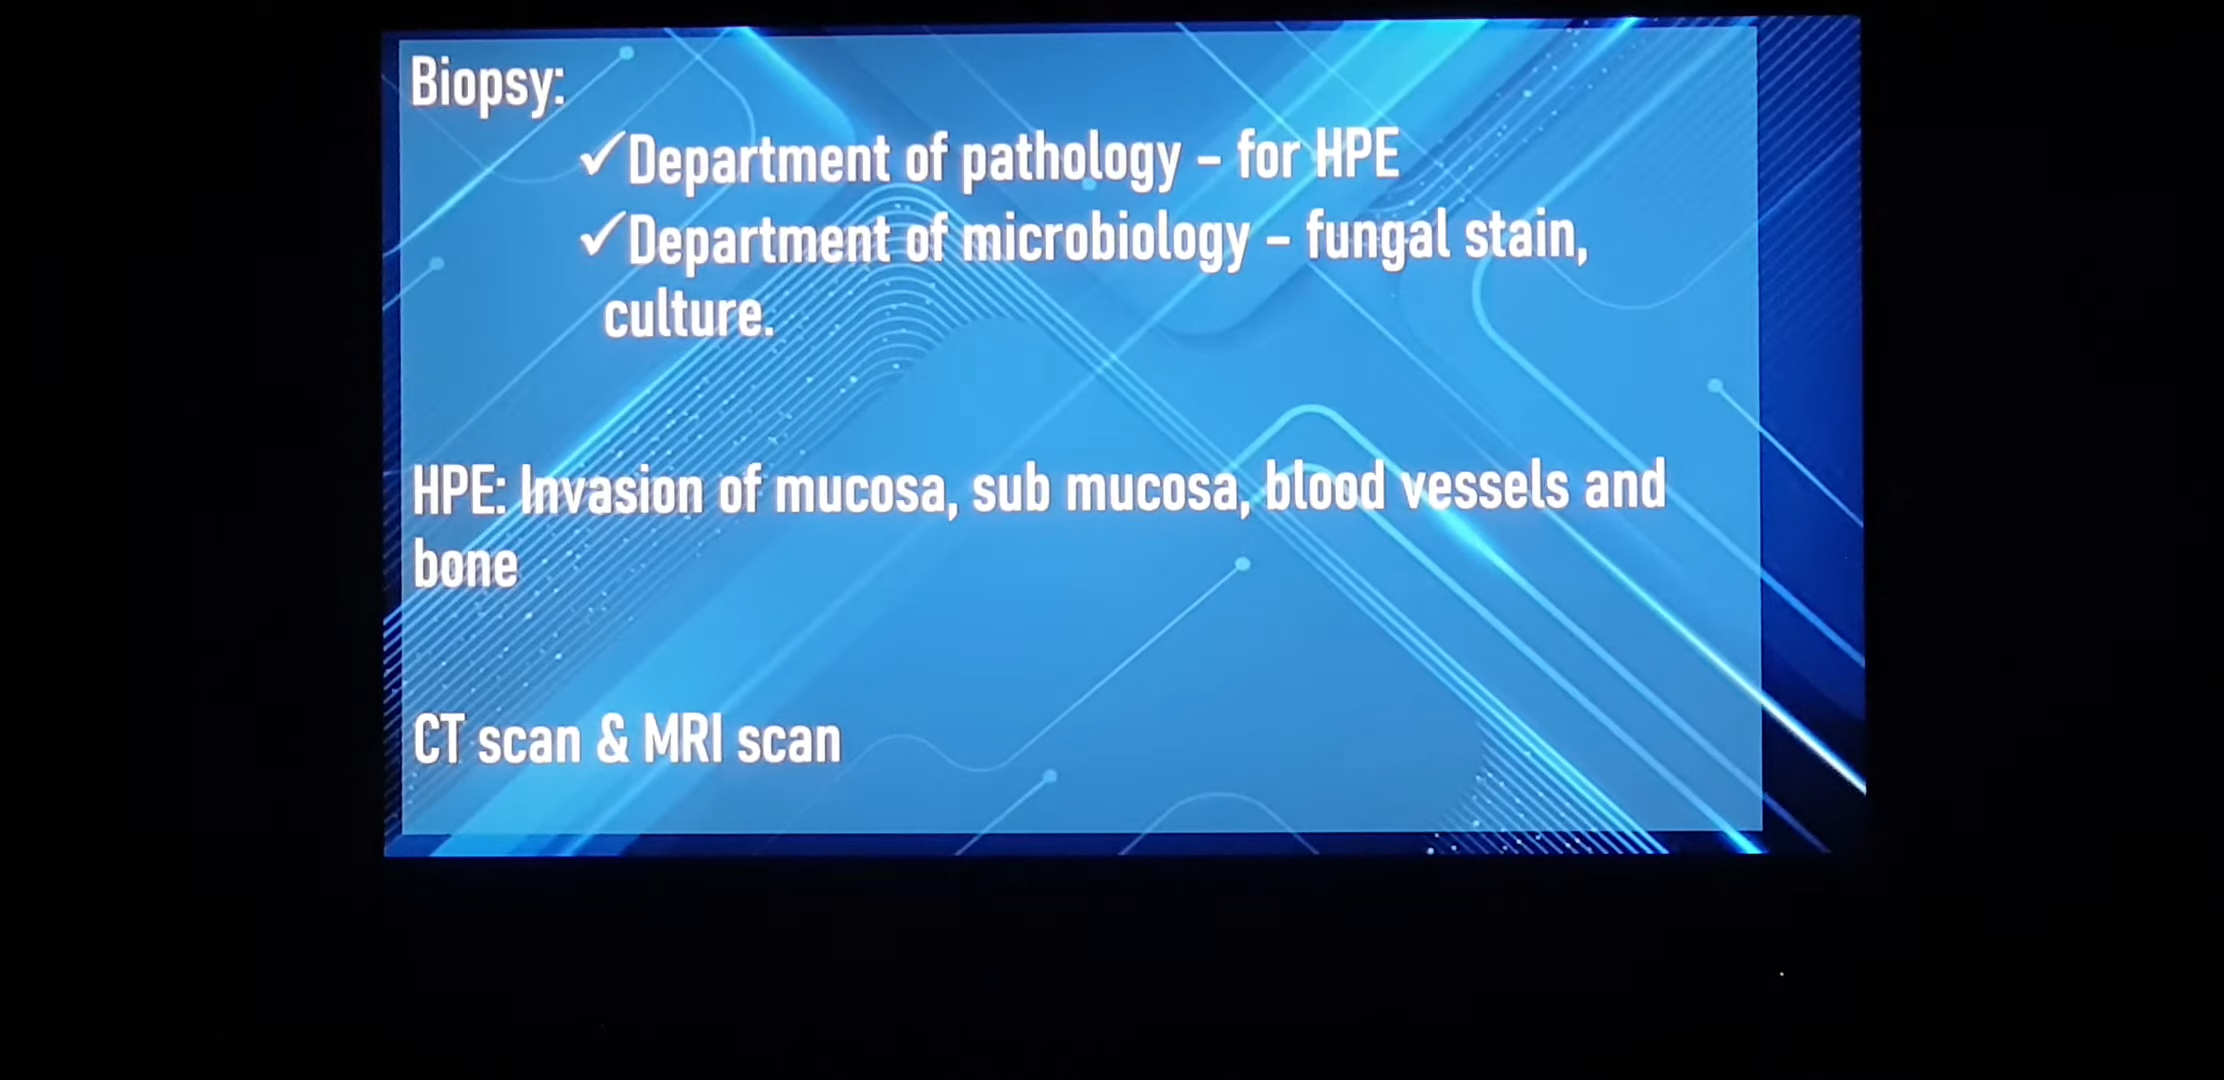 Biopsy:
✓Department of pathology – for HPE
✓Department of microbiology – fungal stain,
culture.
HPE: Invasion of mucosa, sub mucosa, blood vessels and
bone
CT scan & MRI scan